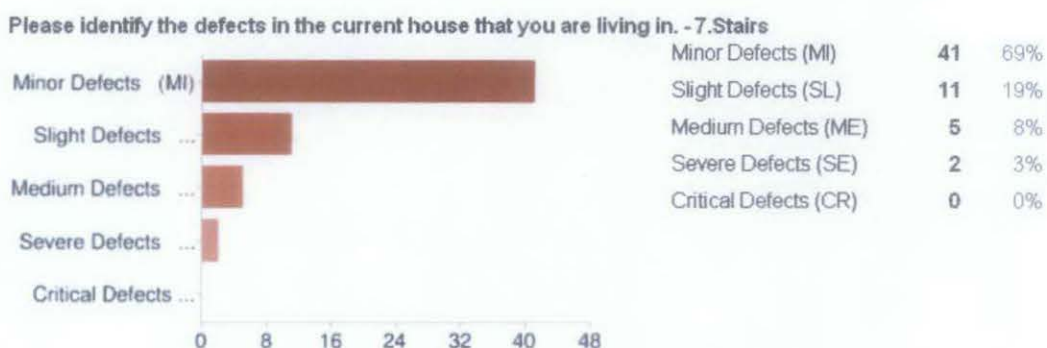 Please identify the defects in the current house that you are living in. - 7.Stairs
Minor Defects (MI)
Slight Defects ...
Medium Defects ...
Severe Defects ...
Critical Defects ...
0 8 16 24 32 40 48
Minor Defects (MI) 41 69%
Slight Defects (SL) 11 19%
Medium Defects (ME) 5 8%
Severe Defects (SE) 2 3%
Critical Defects (CR) 0 0%